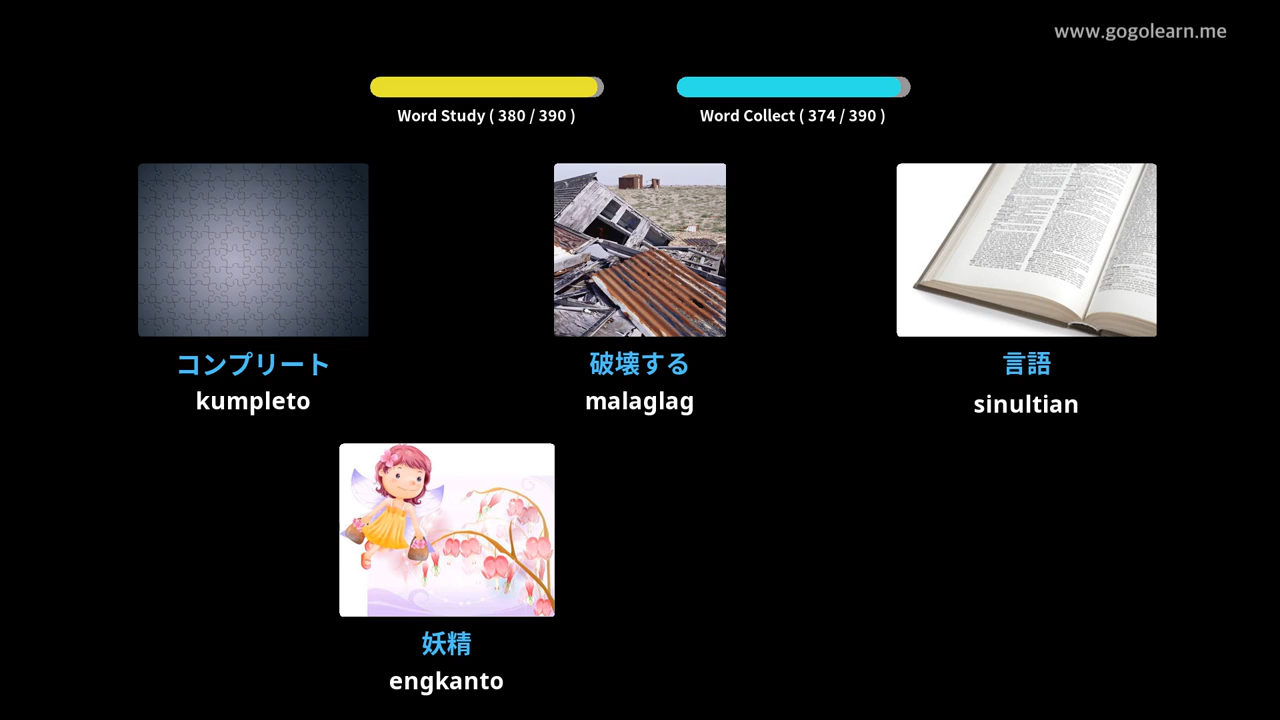 www.gogolearn.me
Word Study ( 380 / 390 )
Word Collect ( 374 / 390 )
コンプリート
kumpleto
破壊する
malaglag
言語
sinultian
妖精
engkanto